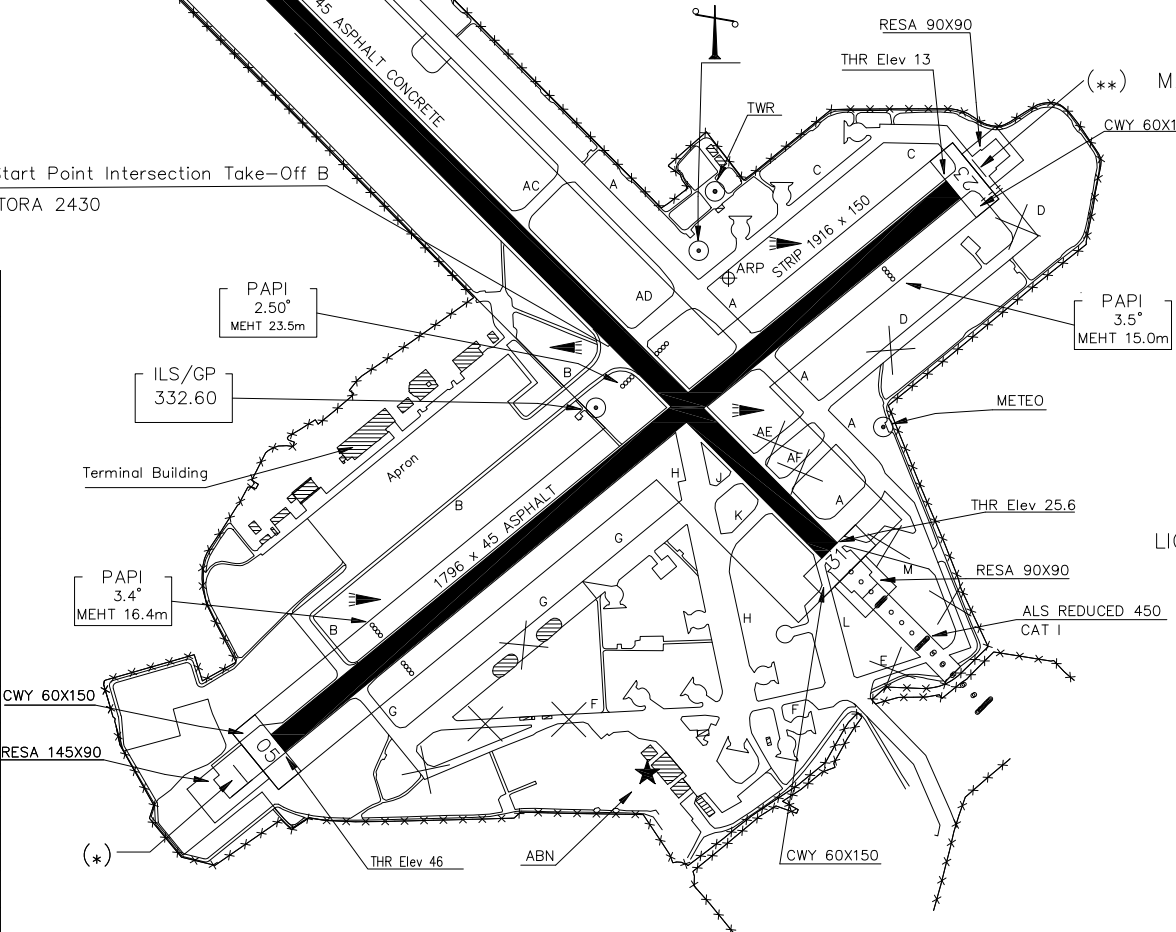 45 ASPHALT CONCRETE
RESA 90X90
THR Elev 13
(**) M
CWY 60X1
TWR
Start Point Intersection Take-Off B
TORA 2430
AC
A
C
C
23
D
STRIP 1916 x 150
ARP
AD
A
PAPI
2.50°
MEHT 23.5m
PAPI
3.5°
MEHT 15.0m
D
B
A
ILS/GP
332.60
METEO
A
AE
AF
Terminal Building
Apron
H
J
K
A
B
1796 x 45 ASPHALT
G
THR Elev 25.6
LI
31
M
RESA 90X90
PAPI
3.4°
MEHT 16.4m
G
B
H
L
ALS REDUCED 450
CAT I
E
CWY 60X150
G
F
F
05
RESA 145X90
(*)
THR Elev 46
ABN
CWY 60X150